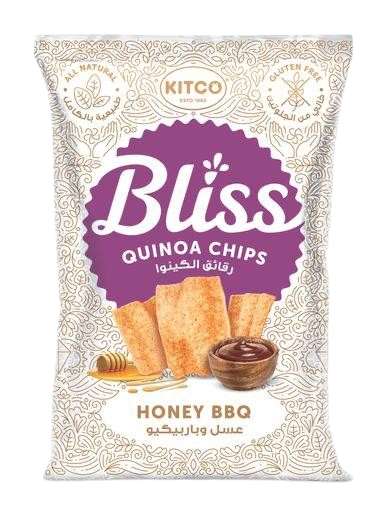 ALL NATURAL
طبيعية بالكامل
KITCO
ESTD. 1962
GLUTEN FREE
خالي من الغلوتين
Bliss
QUINOA CHIPS
رقائق الكينوا
HONEY BBQ
عسل وباربيكيو